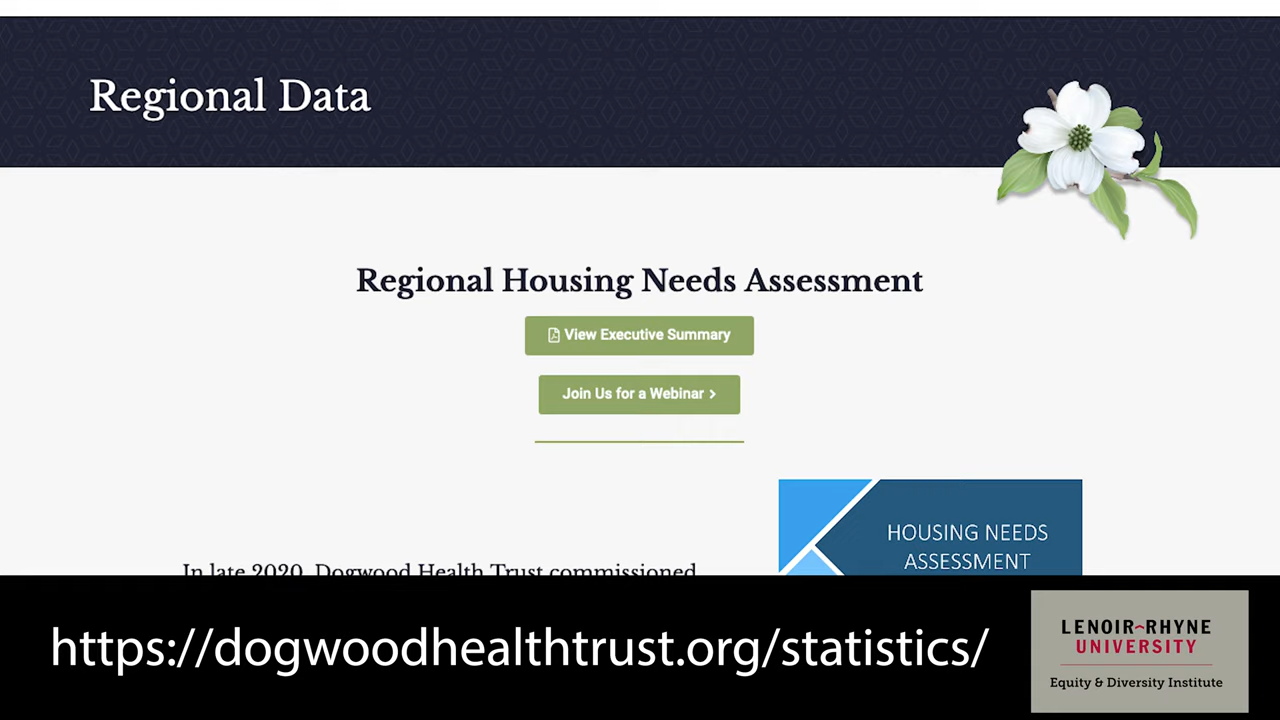 Regional Data
Regional Housing Needs Assessment
View Executive Summary
Join Us for a Webinar >
In late 2020, Dogwood Health Trust commissioned
HOUSING NEEDS
ASSESSMENT
https://dogwoodhealthtrust.org/statistics/
LENOIR-RHYNE
UNIVERSITY
Equity & Diversity Institute